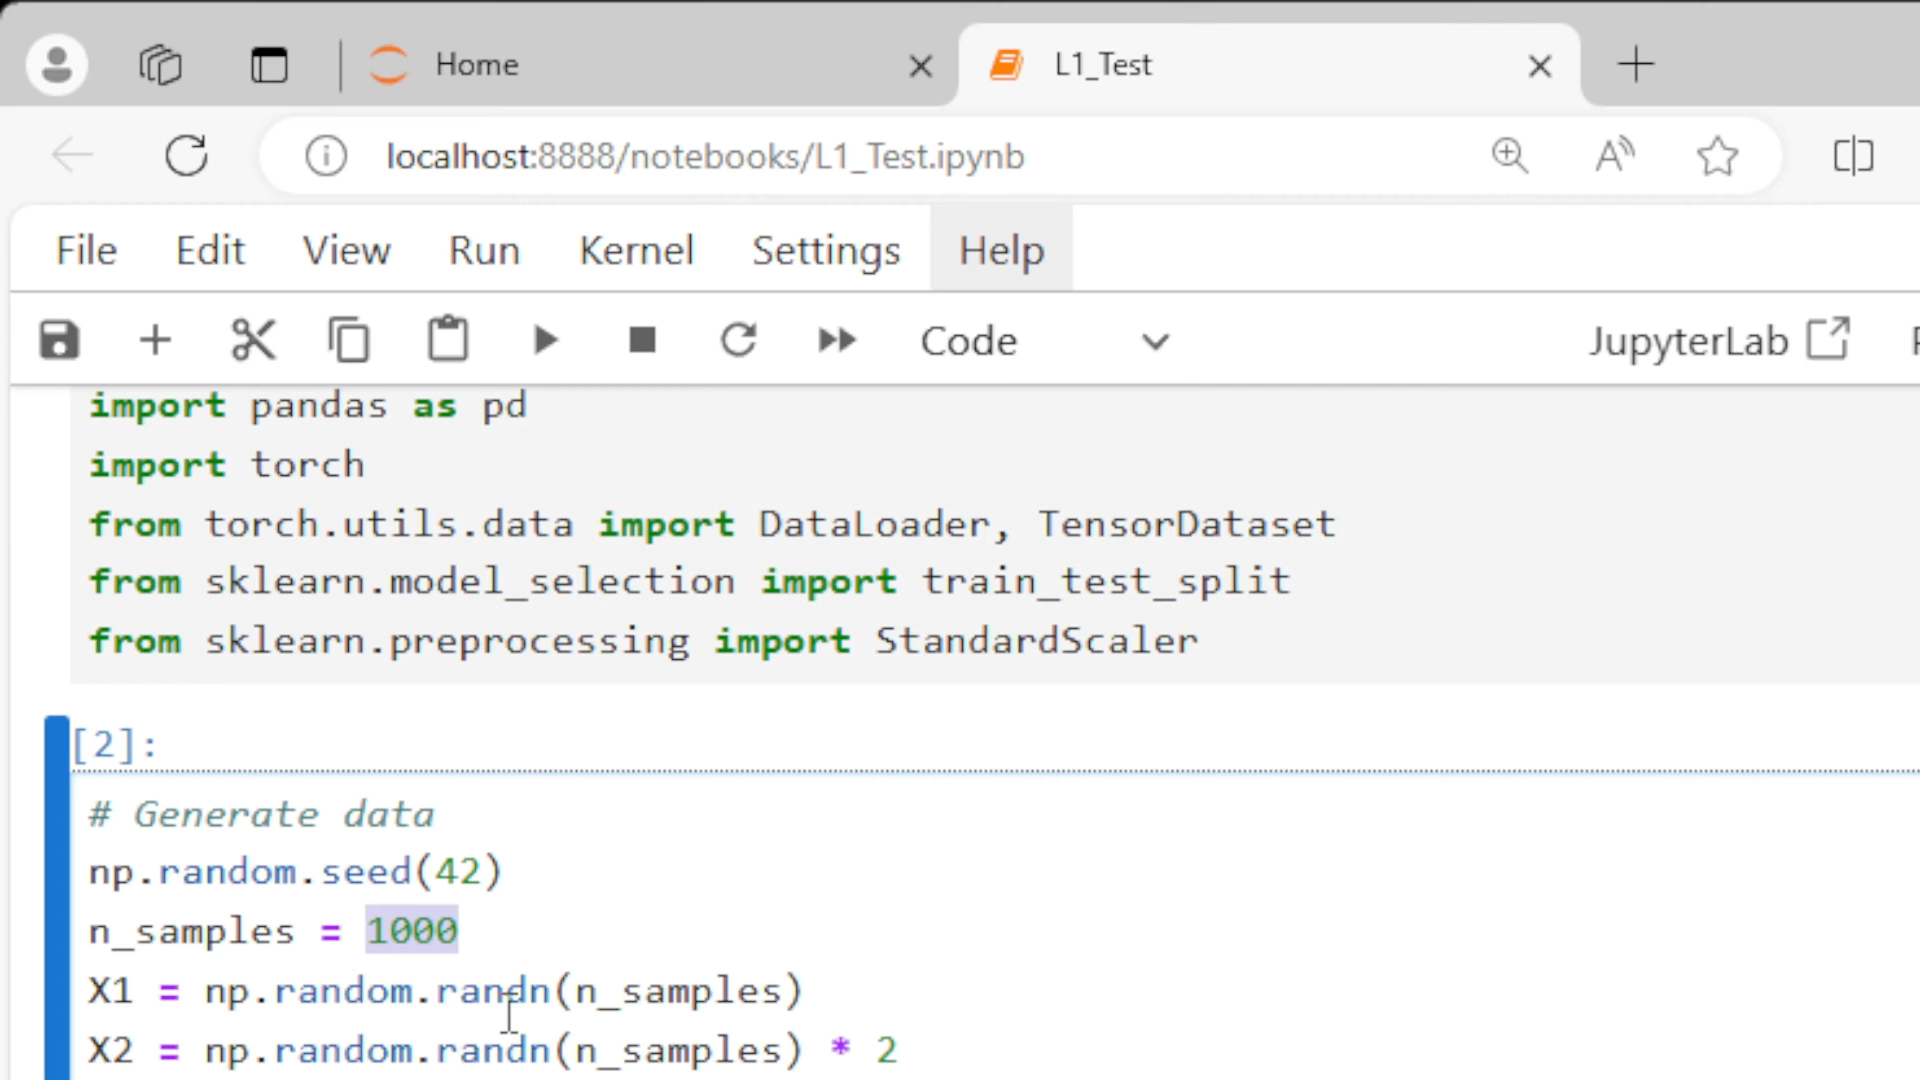 Home
L1_Test
localhost:8888/notebooks/L1_Test.ipynb
File Edit View Run Kernel Settings Help
Code
JupyterLab
import pandas as pd
import torch
from torch.utils.data import DataLoader, TensorDataset
from sklearn.model_selection import train_test_split
from sklearn.preprocessing import StandardScaler
[2]:
# Generate data
np.random.seed(42)
n_samples = 1000
X1 = np.random.randn(n_samples)
X2 = np.random.randn(n_samples) * 2